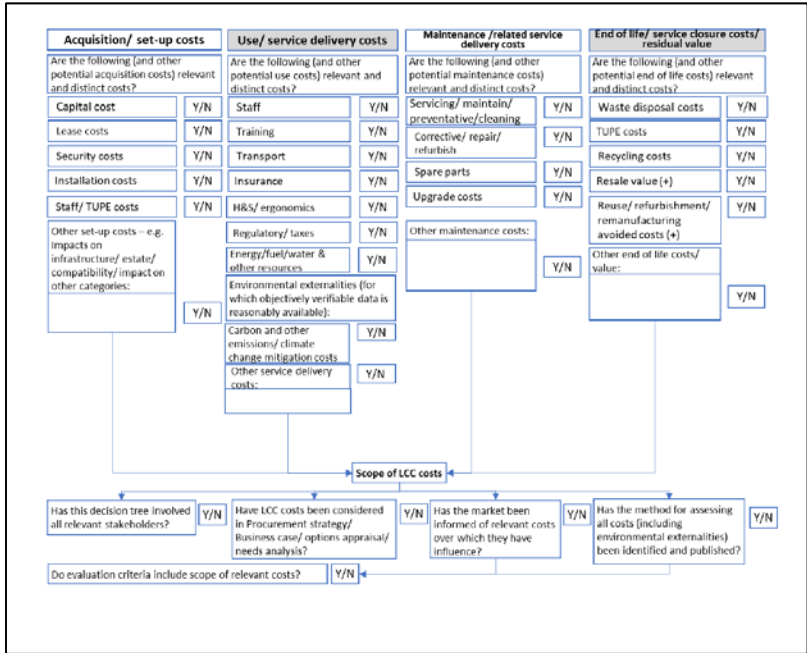 Acquisition/ set-up costs
Are the following (and other
potential acquisition costs) relevant
and distinct costs?
Capital cost Y/N
Lease costs Y/N
Security costs Y/N
Installation costs Y/N
Staff/ TUPE costs Y/N
Other set-up costs – e.g.
Impacts on
infrastructure/ estate/
compatibility/ impact on
other categories:
Y/N
Use/ service delivery costs
Are the following (and other
potential use costs) relevant and
distinct costs?
Staff Y/N
Training Y/N
Transport Y/N
Insurance Y/N
H&S/ ergonomics Y/N
Regulatory/ taxes Y/N
Energy/fuel/water &
other resources Y/N
Environmental externalities (for
which objectively verifiable data is
reasonably available):
Carbon and other
emissions/ climate
change mitigation costs
Y/N
Other service delivery
costs:
Y/N
Maintenance /related service
delivery costs
Are the following (and other
potential maintenance costs)
relevant and distinct costs?
Servicing/ maintain/
preventative/cleaning
Y/N
Corrective/ repair/
refurbish
Y/N
Spare parts Y/N
Upgrade costs Y/N
Other maintenance costs:
Y/N
End of life/ service closure costs/
residual value
Are the following (and other
potential end of life costs) relevant
and distinct costs?
Waste disposal costs Y/N
TUPE costs Y/N
Recycling costs Y/N
Resale value (+) Y/N
Reuse/ refurbishment/
remanufacturing
avoided costs (+)
Y/N
Other end of life costs/
value:
Y/N
Scope of LCC costs
Has this decision tree involved
all relevant stakeholders?
Y/N
Have LCC costs been considered
in Procurement strategy/
Business case/ options appraisal/
needs analysis?
Y/N
Has the market been
informed of relevant costs
over which they have
influence?
Y/N
Has the method for assessing
all costs (including
environmental externalities)
been identified and published?
Y/N
Do evaluation criteria include scope of relevant costs? Y/N